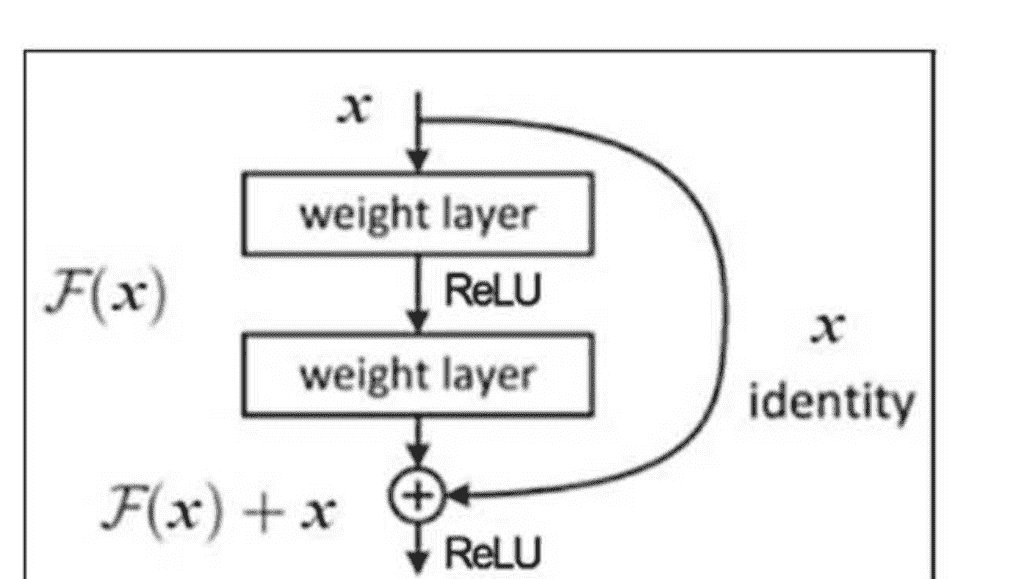 x
weight layer
ReLU
F(x)
x
weight layer
identity
F(x) + x
+
ReLU